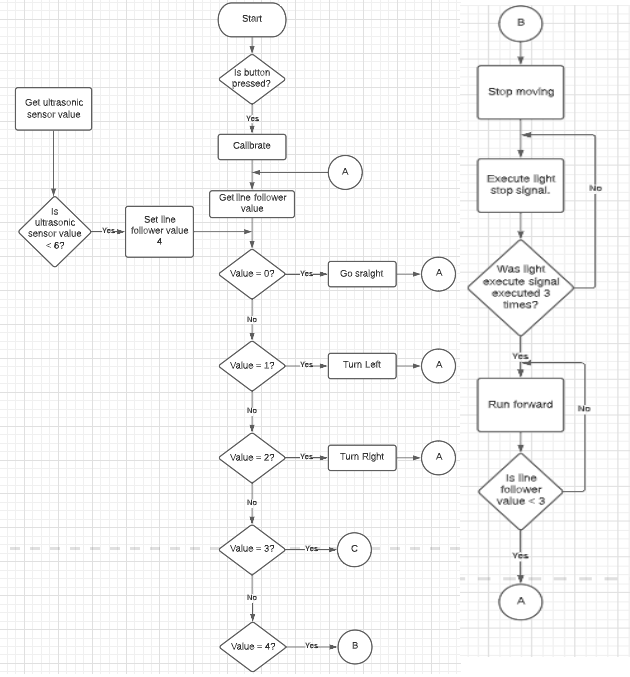 Start
Is button
pressed?
Yes
Calibrate
A
Get line follower
value
Get ultrasonic
sensor value
Is
ultrasonic
sensor value
< 6?
Yes
Set line
follower value
4
Value = 0?
Yes
Go sraight
A
No
Value = 1?
Yes
Turn Left
A
No
Value = 2?
Yes
Turn Right
A
No
Value = 3?
Yes
C
No
Value = 4?
Yes
B
B
Stop moving
Execute light
stop signal.
No
Was light
execute signal
executed 3
times?
Yes
Run forward
No
Is line
follower
value < 3
Yes
A